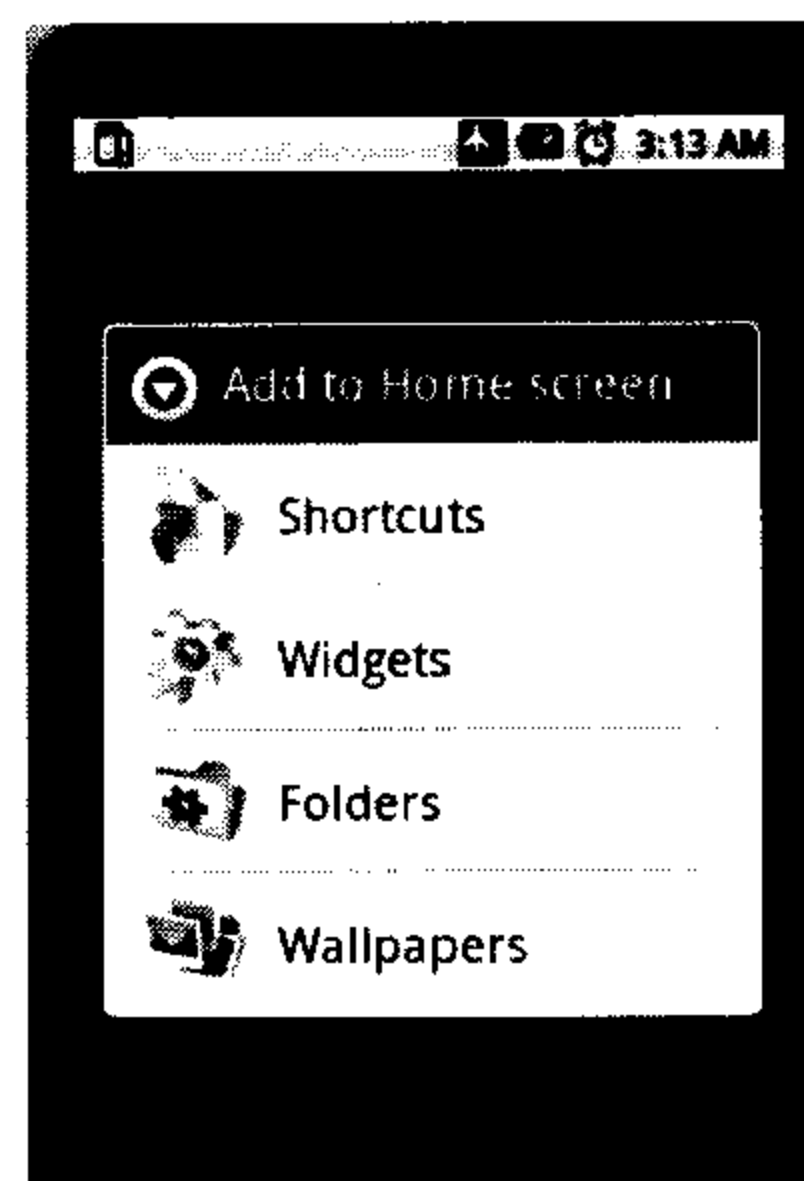 3:13 AM
Add to Home screen
Shortcuts
Widgets
Folders
Wallpapers